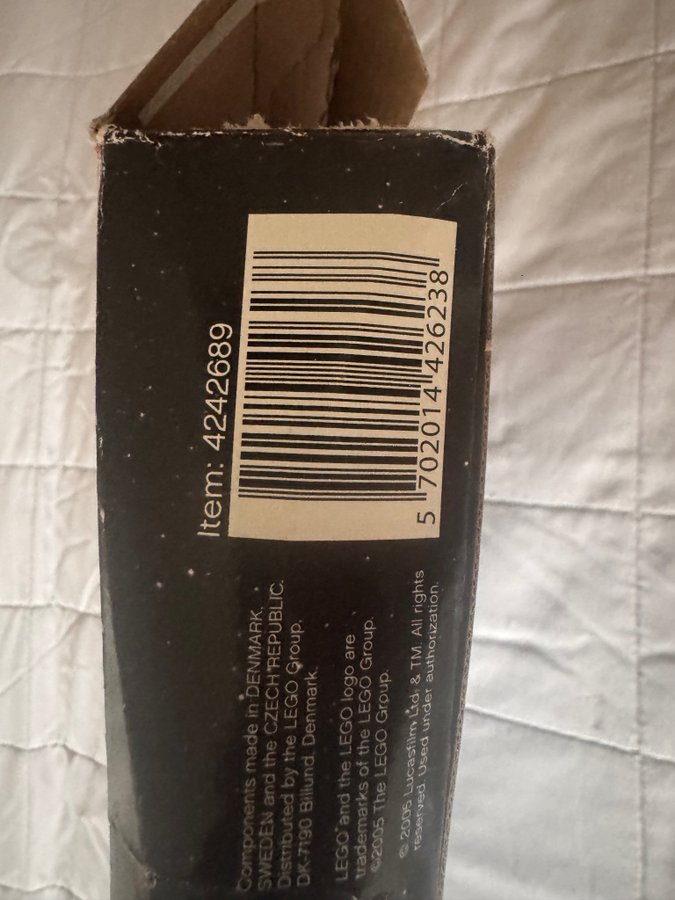 Item: 4242689
5 702014 426238
Components made in DENMARK,
SWEDEN and the CZECH REPUBLIC.
Distributed by the LEGO Group,
DK-7190 Billund, Denmark.
LEGO and the LEGO logo are
trademarks of the LEGO Group.
©2005 The LEGO Group.
© 2005 Lucasfilm Ltd. & TM. All rights
reserved. Used under authorization.